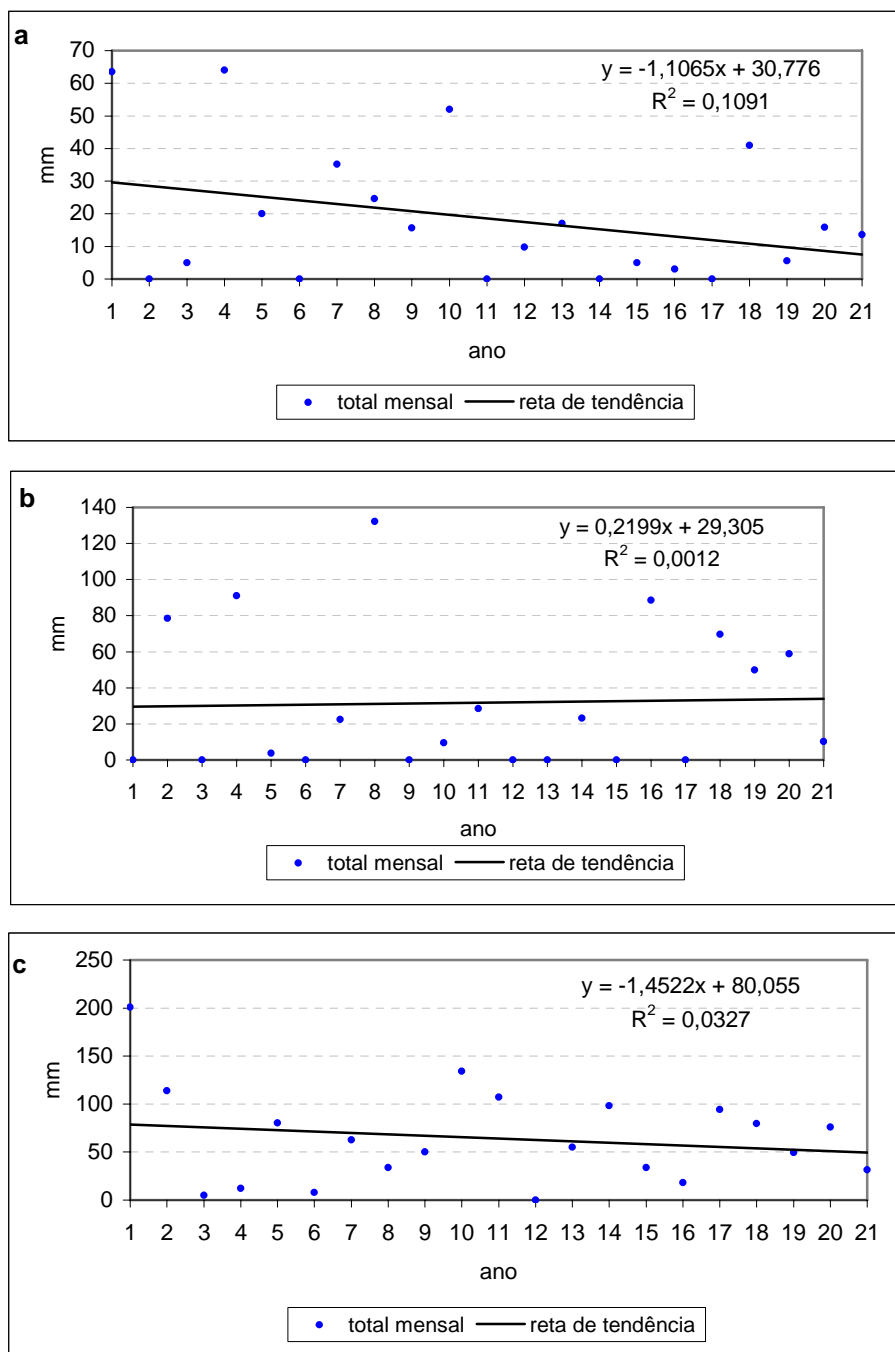 a
70
60
50
40
30
20
10
0
mm
y = -1,1065x + 30,776
R² = 0,1091
1 2 3 4 5 6 7 8 9 10 11 12 13 14 15 16 17 18 19 20 21
ano
total mensal reta de tendência
b
140
120
100
80
60
40
20
0
mm
y = 0,2199x + 29,305
R² = 0,0012
1 2 3 4 5 6 7 8 9 10 11 12 13 14 15 16 17 18 19 20 21
ano
total mensal reta de tendência
c
250
200
150
100
50
0
mm
y = -1,4522x + 80,055
R² = 0,0327
1 2 3 4 5 6 7 8 9 10 11 12 13 14 15 16 17 18 19 20 21
ano
total mensal reta de tendência